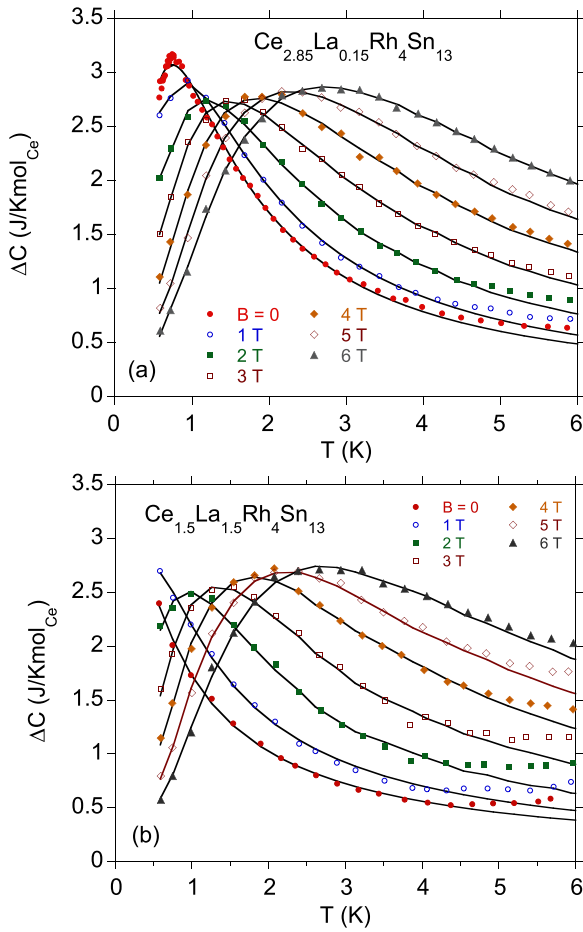 Ce2.85La0.15Rh4Sn13
3.5
3
2.5
2
1.5
1
0.5
0
ΔC (J/KmolCe)
B = 0
1 T
2 T
3 T
4 T
5 T
6 T
(a)
0 1 2 3 4 5 6
T (K)
Ce1.5La1.5Rh4Sn13
3.5
3
2.5
2
1.5
1
0.5
0
ΔC (J/KmolCe)
B = 0
1 T
2 T
3 T
4 T
5 T
6 T
(b)
0 1 2 3 4 5 6
T (K)